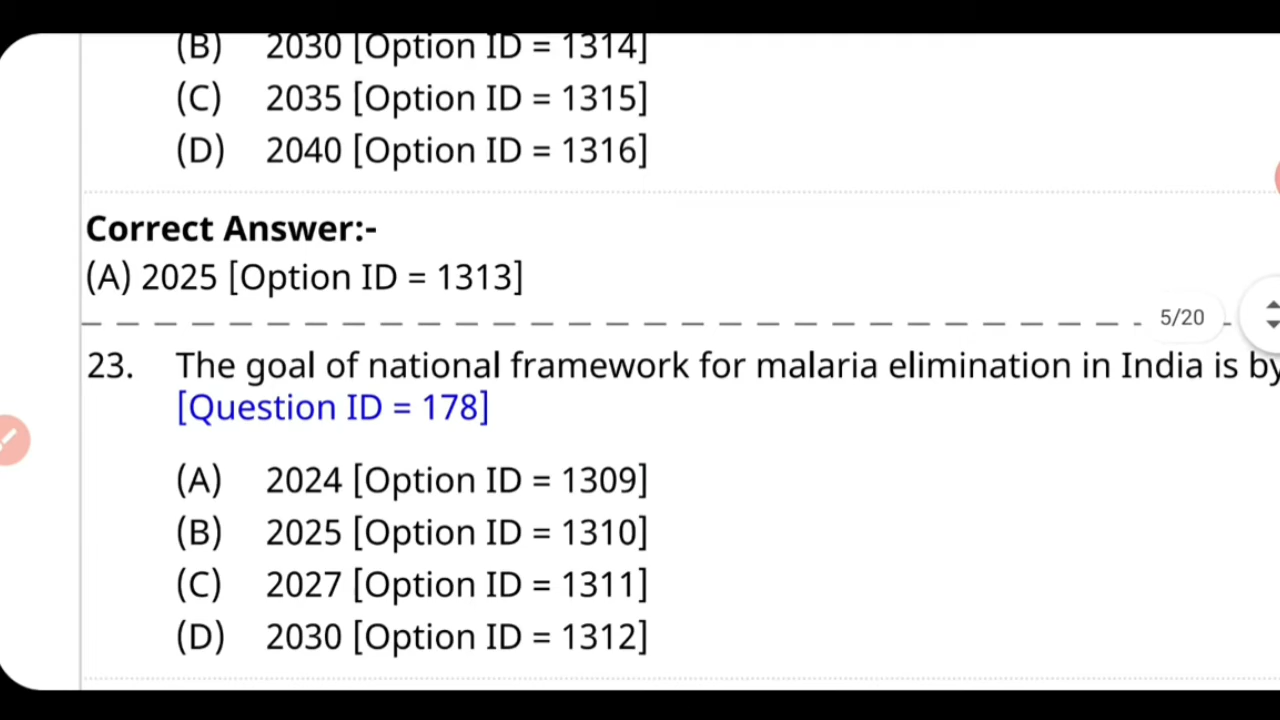 (B) 2030 [Option ID = 1314]
(C) 2035 [Option ID = 1315]
(D) 2040 [Option ID = 1316]
Correct Answer:-
(A) 2025 [Option ID = 1313]
5/20
23. The goal of national framework for malaria elimination in India is by
[Question ID = 178]
(A) 2024 [Option ID = 1309]
(B) 2025 [Option ID = 1310]
(C) 2027 [Option ID = 1311]
(D) 2030 [Option ID = 1312]